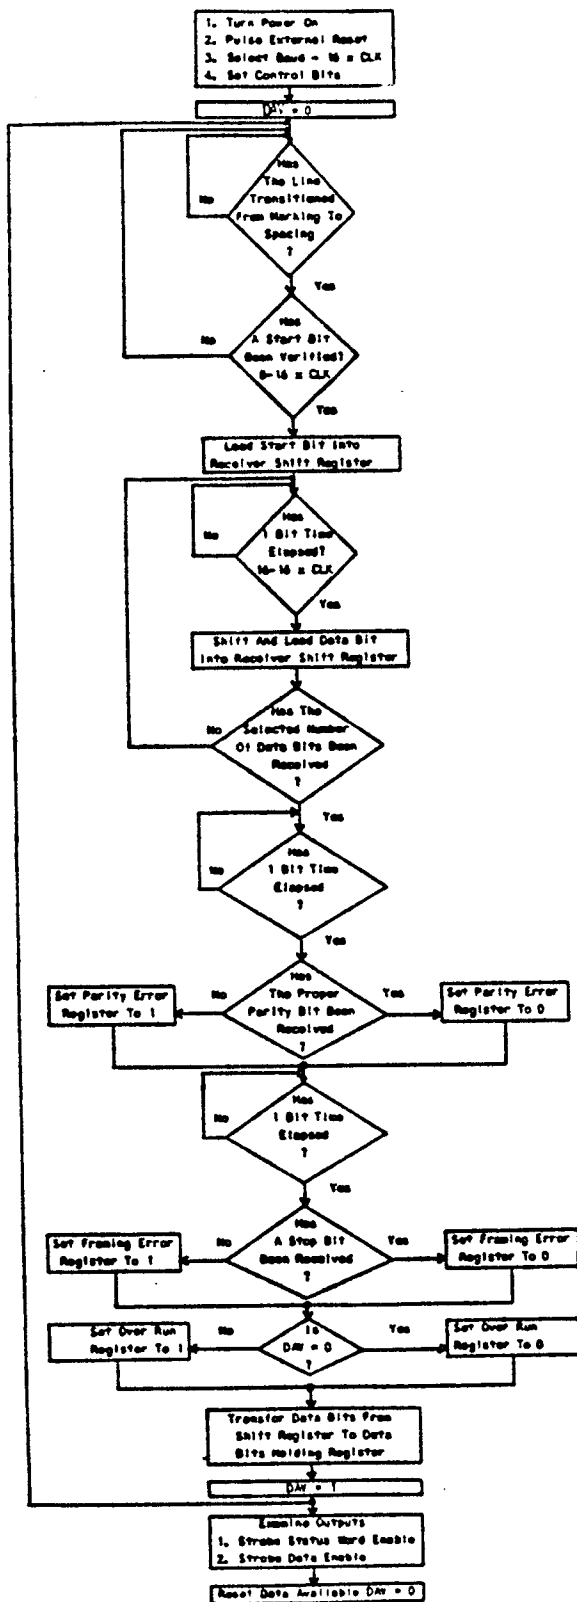 1. Turn Power On
2. Pulse External Reset
3. Select Baud - 16 x CLK
4. Set Control Bits
DAV = 0
Has
The Line
Transitioned
From Marking To
Spacing
?
No
Yes
Has
A Start Bit
Been Verified?
8-16 x CLK
No
Yes
Load Start Bit Into
Receiver Shift Register
Has
1 Bit Time
Elapsed?
16-16 x CLK
No
Yes
Shift And Load Data Bit
Into Receiver Shift Register
Has The
Selected Number
Of Data Bits Been
Received
?
No
Yes
Has
1 Bit Time
Elapsed
?
No
Yes
Has
The Proper
Parity Bit Been
Received
?
No
Yes
Set Parity Error
Register To 1
Set Parity Error
Register To 0
Has
1 Bit Time
Elapsed
?
No
Yes
Has
A Stop Bit
Been Received
?
No
Yes
Set Framing Error
Register To 1
Set Framing Error
Register To 0
Is
DAV = 0
?
No
Yes
Set Over Run
Register To 1
Set Over Run
Register To 0
Transfer Data Bits From
Shift Register To Data
Bits Holding Register
DAV = 1
Examine Outputs
1. Strobe Status Word Enable
2. Strobe Data Enable
Reset Data Available DAV = 0